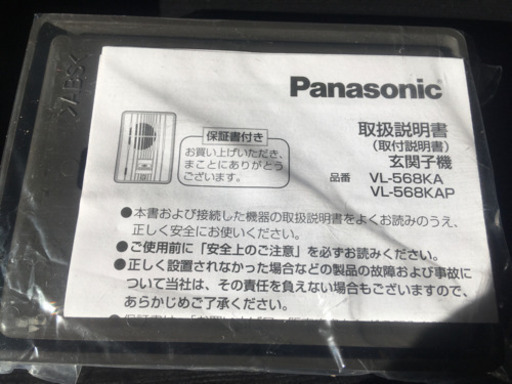 >ABS<
Panasonic
取扱説明書
(取付説明書)
玄関子機
品番 VL-568KA
VL-568KAP
保証書付き
お買い上げいただき、
まことにありがとう
ございます。
●本書および接続した機器の取扱説明書をよくお読みのうえ、
正しく安全にお使いください。
●ご使用前に「安全上のご注意」を必ずお読みください。
●正しく設置されなかった場合などの製品の故障および事故に
ついて当社は、その責任を負えない場合もございますので、
あらかじめご了承ください。